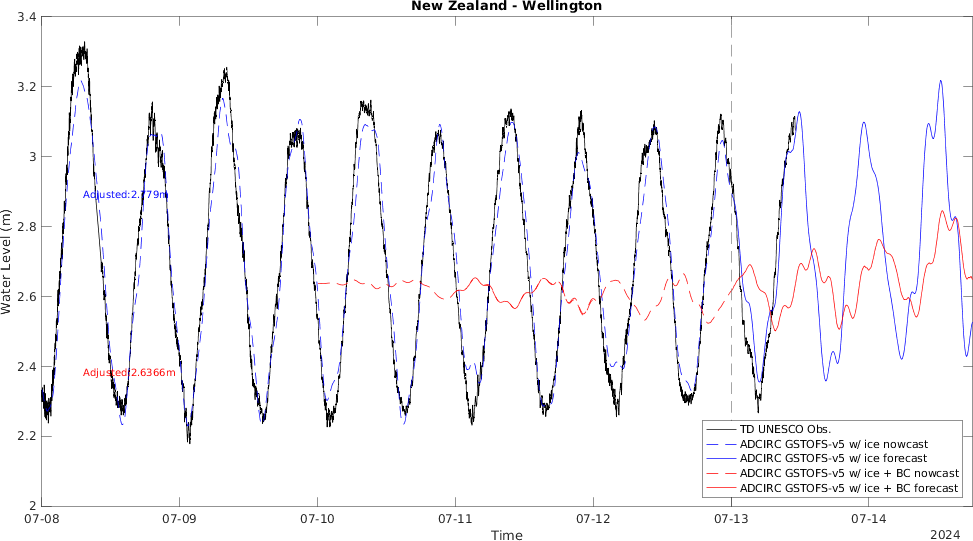 New Zealand - Wellington
3.4
3.2
3
2.8
2.6
2.4
2.2
2
Water Level (m)
Adjusted:2.779m
Adjusted:2.6366m
TD UNESCO Obs.
ADCIRC GSTOFS-v5 w/ ice nowcast
ADCIRC GSTOFS-v5 w/ ice forecast
ADCIRC GSTOFS-v5 w/ ice + BC nowcast
ADCIRC GSTOFS-v5 w/ ice + BC forecast
07-08
07-09
07-10
07-11
07-12
07-13
07-14
Time
2024